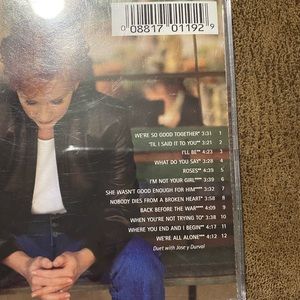 0 08817 01192 9
WE'RE SO GOOD TOGETHER* 3:31 1
'TIL I SAID IT TO YOU** 3:21 2
I'LL BE** 4:23 3
WHAT DO YOU SAY* 3:28 4
ROSES* 4:35 5
I'M NOT YOUR GIRL*** 3:39 6
SHE WASN'T GOOD ENOUGH FOR HIM**** 3:32 7
NOBODY DIES FROM A BROKEN HEART* 3:58 8
BACK BEFORE THE WAR**** 4:05 9
WHEN YOU'RE NOT TRYING TO* 3:38 10
WHERE YOU END AND I BEGIN** 4:17 11
WE'RE ALL ALONE**** 4:12 12
Duet with Jose y Durval